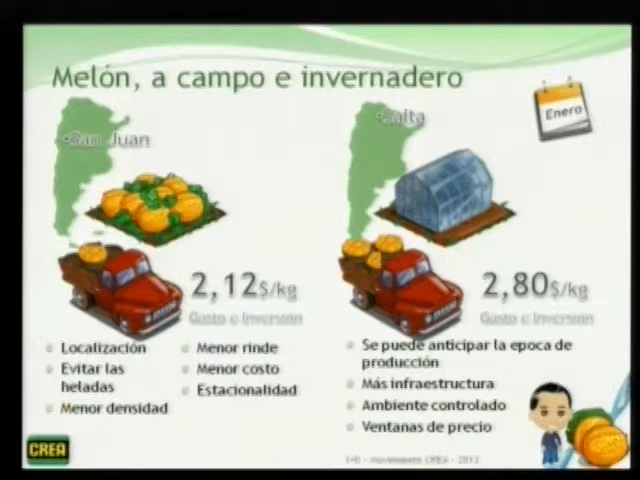 Melón, a campo e invernadero
Enero
•San Juan
•Salta
2,12$/kg
Gasto e Inversión
2,80$/kg
Gasto e Inversión
Localización
Evitar las
heladas
Menor densidad
Menor rinde
Menor costo
Estacionalidad
Se puede anticipar la epoca de
producción
Más infraestructura
Ambiente controlado
Ventanas de precio
CREA
I+D - movimiento CREA - 2013